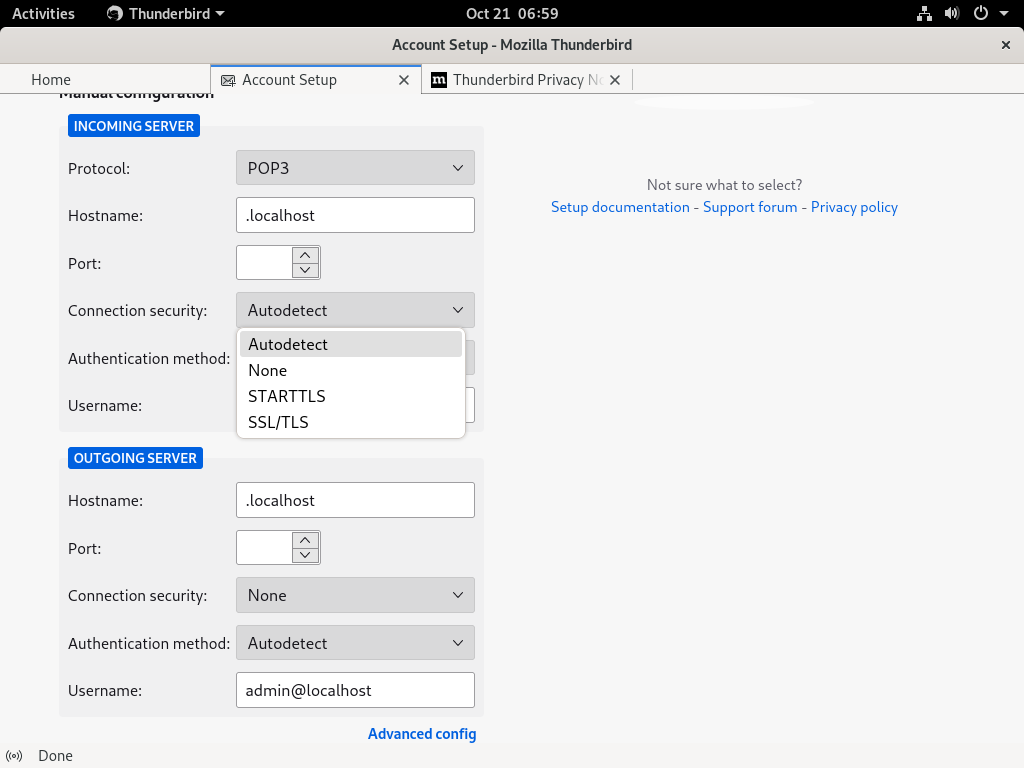 Activities
Thunderbird
Oct 21 06:59
Account Setup - Mozilla Thunderbird
Home
Account Setup
Thunderbird Privacy No
Manual configuration
INCOMING SERVER
Protocol:
POP3
Hostname:
.localhost
Port:
Connection security:
Autodetect
Autodetect
None
STARTTLS
SSL/TLS
Authentication method:
Username:
OUTGOING SERVER
Hostname:
.localhost
Port:
Connection security:
None
Authentication method:
Autodetect
Username:
admin@localhost
Advanced config
Not sure what to select?
Setup documentation - Support forum - Privacy policy
Done